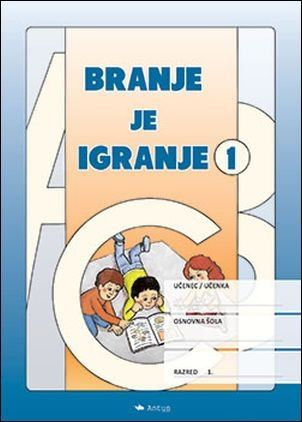 BRANJE
JE
IGRANJE 1
A B C
UČENEC / UČENKA
OSNOVNA ŠOLA
RAZRED 1.
Antus